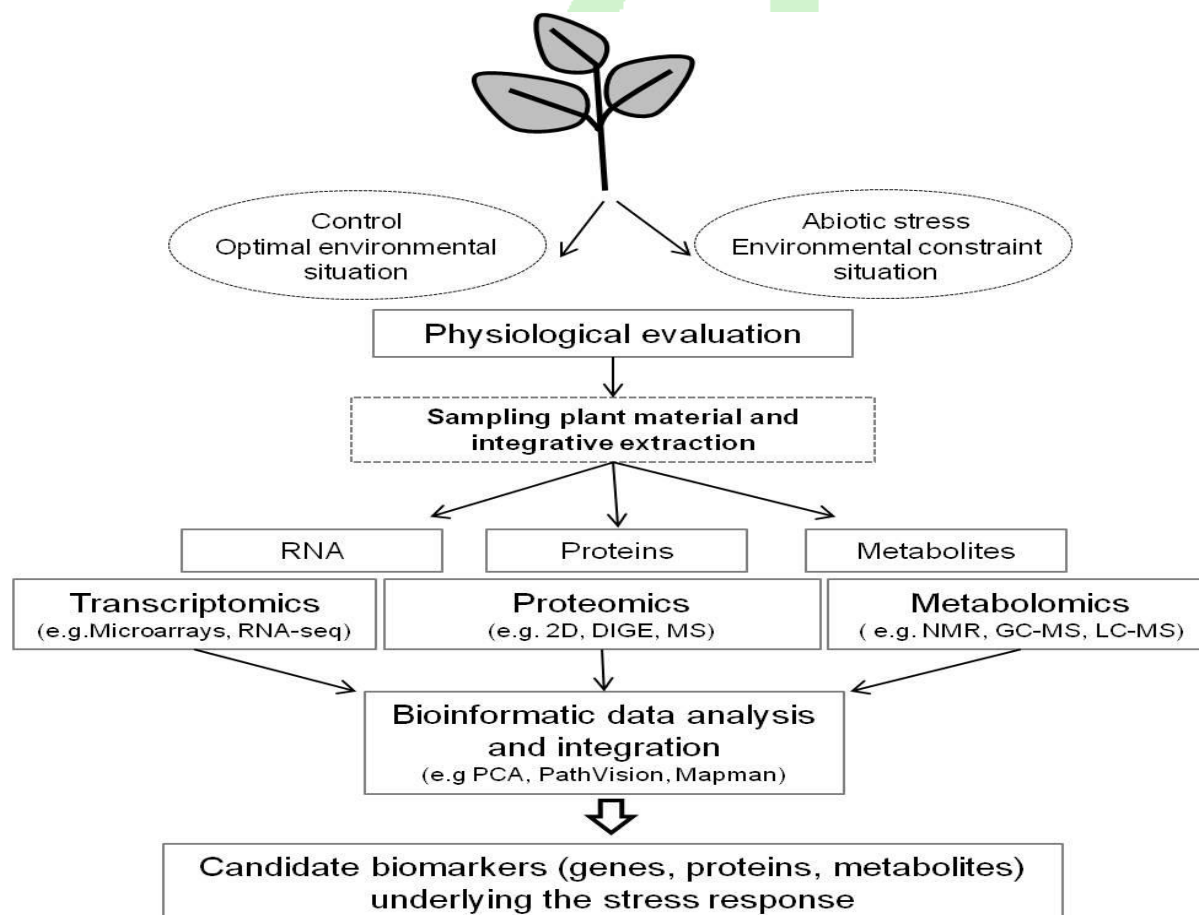 Control
Optimal environmental
situation
Abiotic stress
Environmental constraint
situation
Physiological evaluation
Sampling plant material and
integrative extraction
RNA
Proteins
Metabolites
Transcriptomics
(e.g.Microarrays, RNA-seq)
Proteomics
(e.g. 2D, DIGE, MS)
Metabolomics
( e.g. NMR, GC-MS, LC-MS)
Bioinformatic data analysis
and integration
(e.g PCA, PathVision, Mapman)
Candidate biomarkers (genes, proteins, metabolites)
underlying the stress response